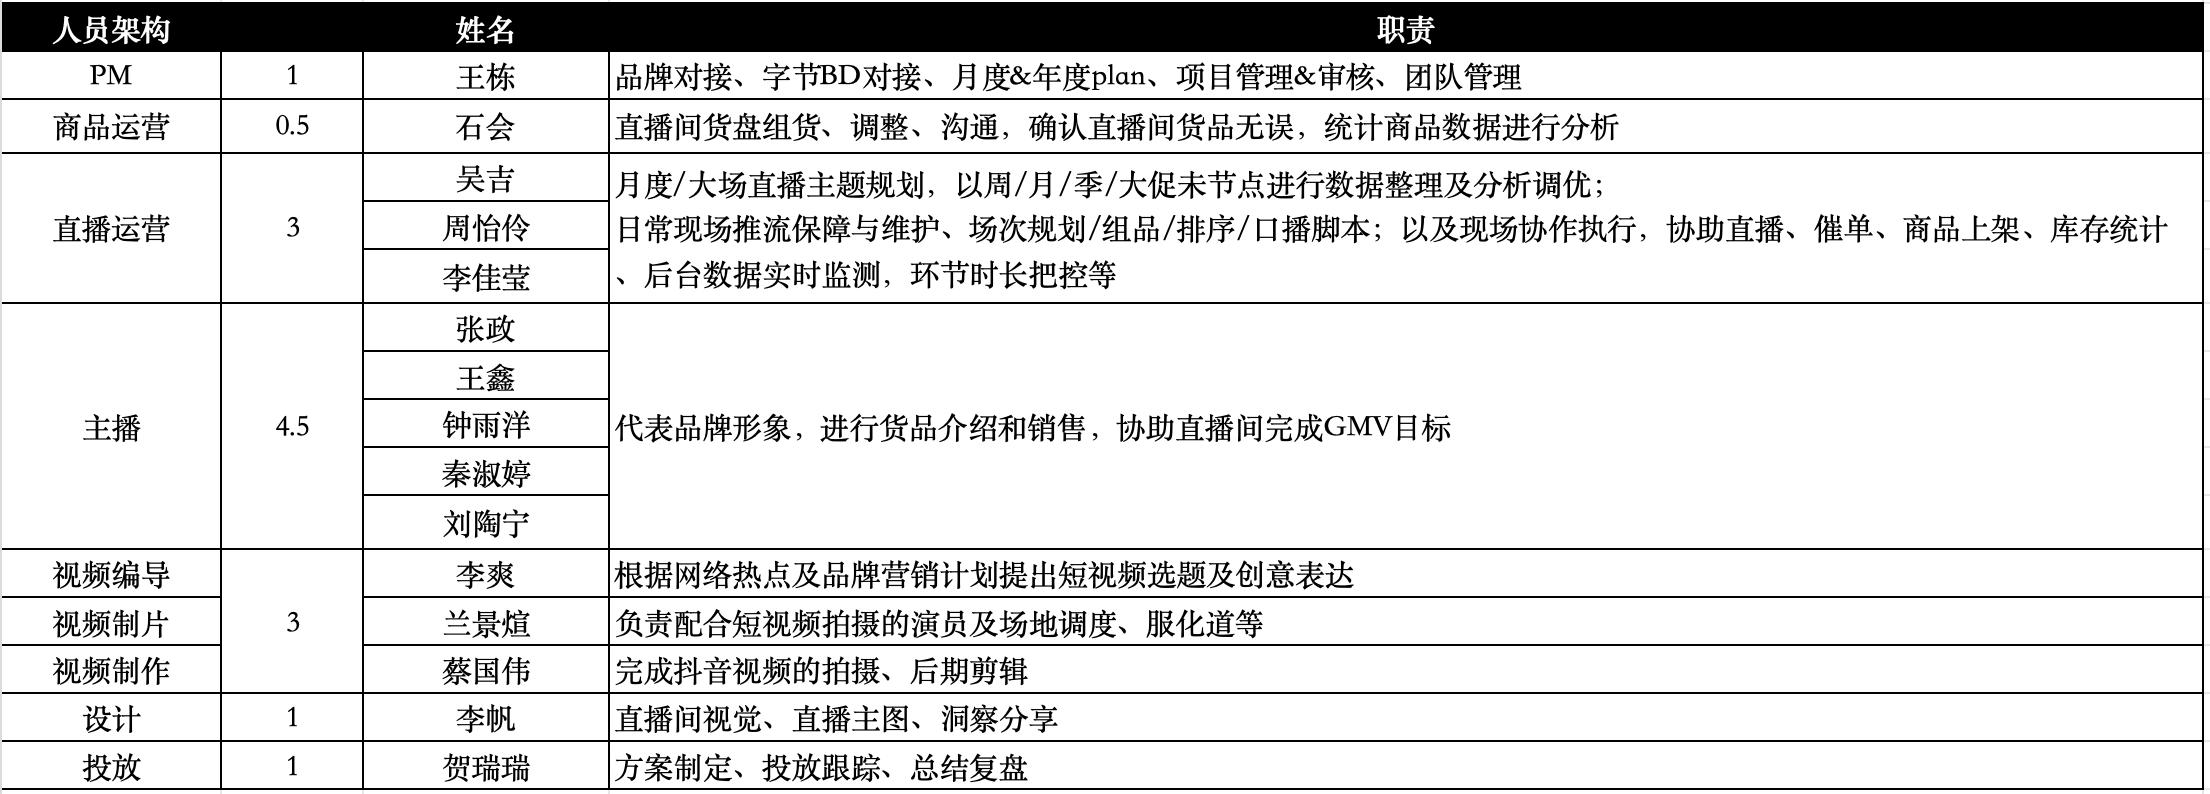 人员架构 姓名 职责
PM 1 王栋 品牌对接、字节BD对接、月度&年度plan、项目管理&审核、团队管理
商品运营 0.5 石会 直播间货盘组货、调整、沟通，确认直播间货品无误，统计商品数据进行分析
直播运营 3
吴吉
周怡伶
李佳莹
月度/大场直播主题规划，以周/月/季/大促未节点进行数据整理及分析调优；
日常现场推流保障与维护、场次规划/组品/排序/口播脚本；以及现场协作执行，协助直播、催单、商品上架、库存统计
、后台数据实时监测，环节时长把控等
主播 4.5
张政
王鑫
钟雨洋
秦淑婷
刘陶宁
代表品牌形象，进行货品介绍和销售，协助直播间完成GMV目标
视频编导 李爽 根据网络热点及品牌营销计划提出短视频选题及创意表达
视频制片 3 兰景煊 负责配合短视频拍摄的演员及场地调度、服化道等
视频制作 蔡国伟 完成抖音视频的拍摄、后期剪辑
设计 1 李帆 直播间视觉、直播主图、洞察分享
投放 1 贺瑞瑞 方案制定、投放跟踪、总结复盘